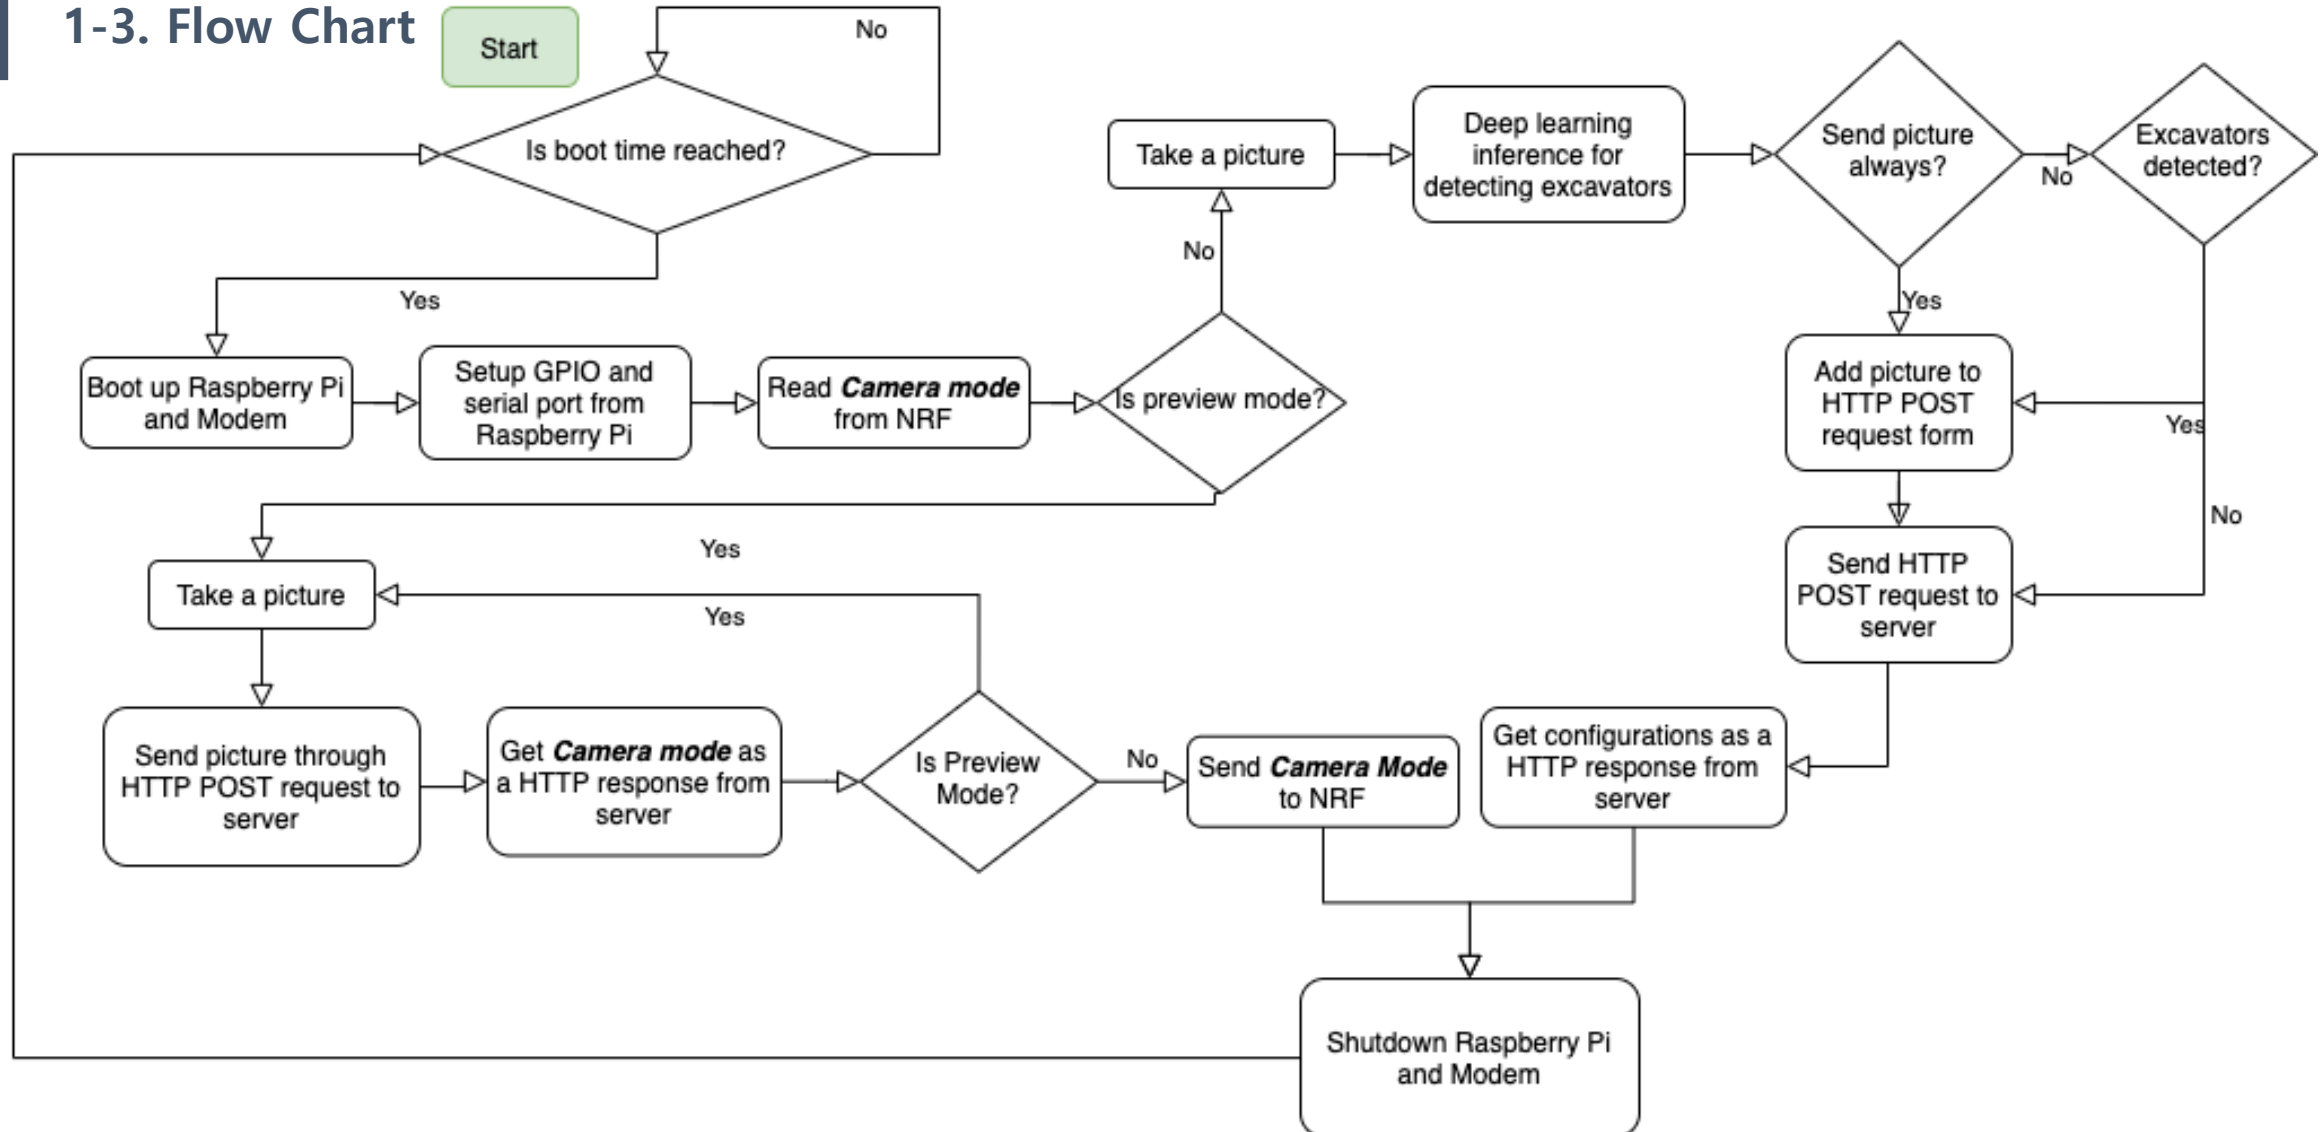 1-3. Flow Chart
Start
No
Is boot time reached?
Yes
Boot up Raspberry Pi
and Modem
Setup GPIO and
serial port from
Raspberry Pi
Read Camera mode
from NRF
Is preview mode?
No
Take a picture
Deep learning
inference for
detecting excavators
Send picture
always?
No
Excavators
detected?
Yes
Add picture to
HTTP POST
request form
Yes
No
Send HTTP
POST request to
server
Yes
Take a picture
Yes
Send picture through
HTTP POST request to
server
Get Camera mode as
a HTTP response from
server
Is Preview
Mode?
No
Send Camera Mode
to NRF
Get configurations as a
HTTP response from
server
Shutdown Raspberry Pi
and Modem